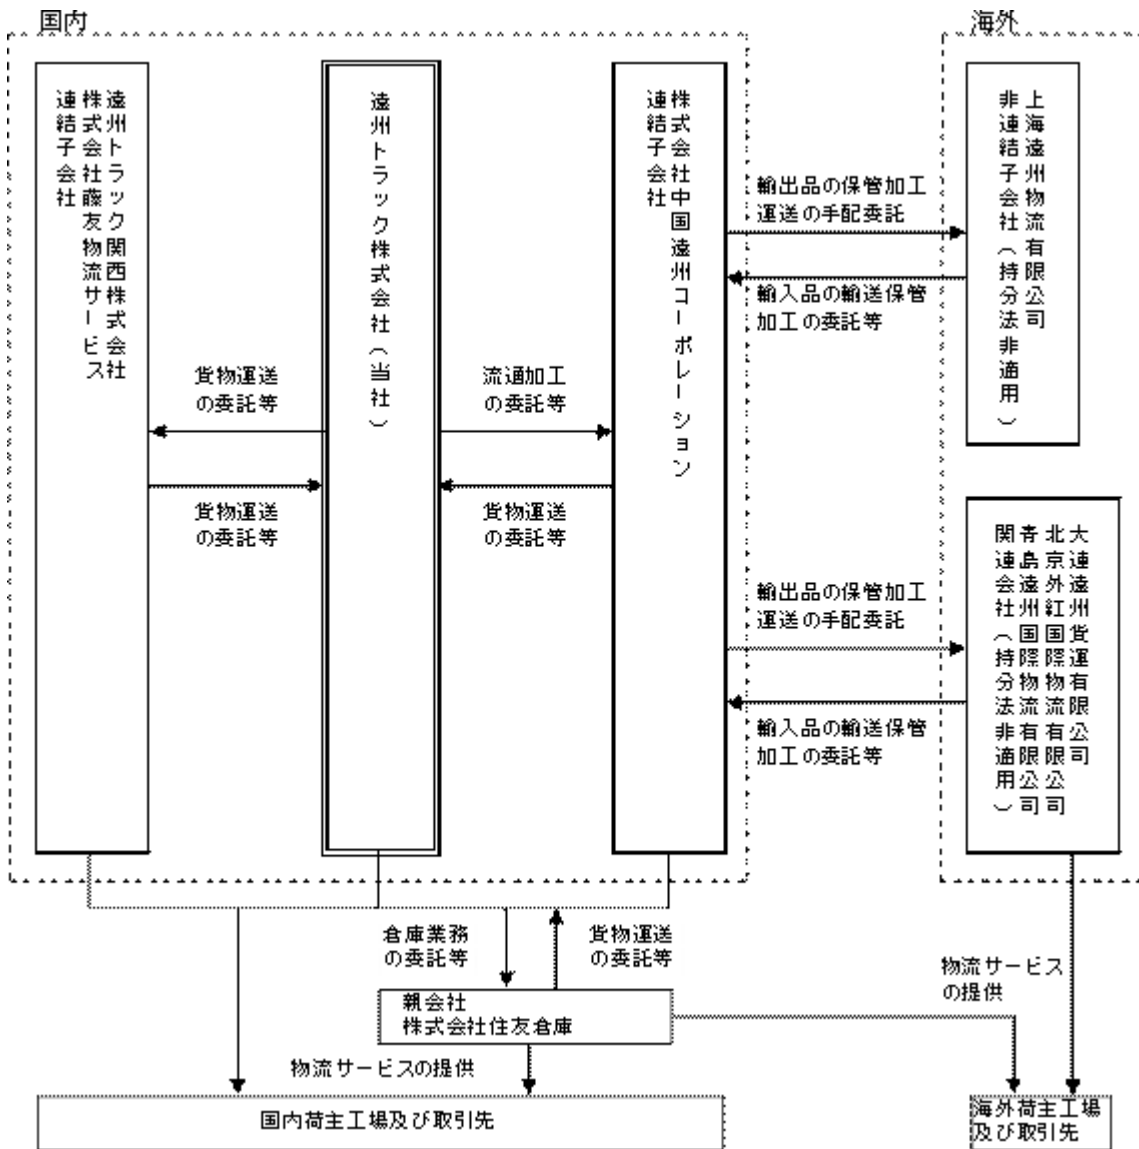 国内
海外
遠州トラック関西株式会社
株式会社藤友物流サービス
連結子会社
遠州トラック株式会社（当社）
株式会社中国遠州コーポレーション
連結子会社
上海遠州物流有限公司
非連結子会社（持分法非適用）
輸出品の保管加工
運送の手配委託
輸入品の輸送保管
加工の委託等
貨物運送
の委託等
流通加工
の委託等
貨物運送
の委託等
貨物運送
の委託等
大連遠州貨運有限公司
北京外紅国際物流有限公司
青島遠州国際物流有限公司
関連会社（持分法非適用）
輸出品の保管加工
運送の手配委託
輸入品の輸送保管
加工の委託等
倉庫業務
の委託等
貨物運送
の委託等
物流サービス
の提供
親会社
株式会社住友倉庫
物流サービスの提供
国内荷主工場及び取引先
海外荷主工場
及び取引先